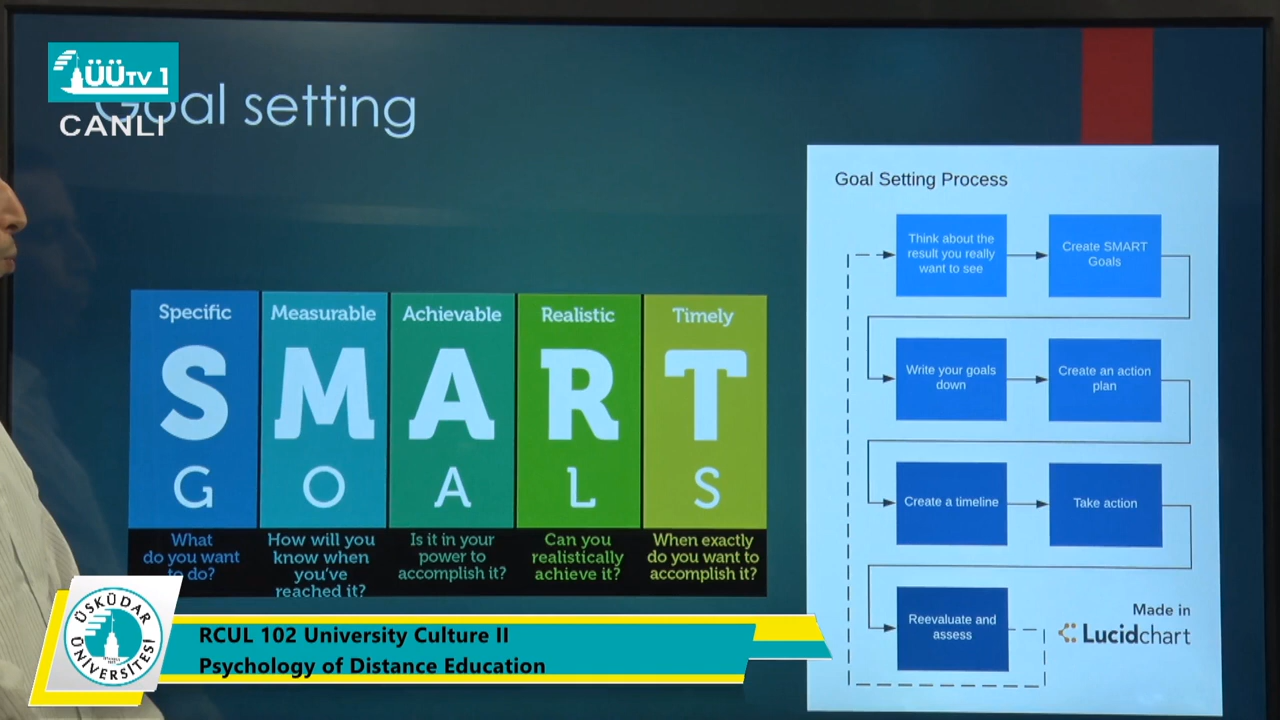 ÜÜTV 1
CANLI
Goal setting
Specific
Measurable
Achievable
Realistic
Timely
S
M
A
R
T
G
O
A
L
S
What
do you want
to do?
How will you
know when
you've
reached it?
Is it in your
power to
accomplish it?
Can you
realistically
achieve it?
When exactly
do you want to
accomplish it?
Goal Setting Process
Think about the
result you really
want to see
Create SMART
Goals
Write your goals
down
Create an action
plan
Create a timeline
Take action
Reevaluate and
assess
Made in
Lucidchart
ÜSKÜDAR
ÜNİVERSİTESİ
RCUL 102 University Culture II
Psychology of Distance Education